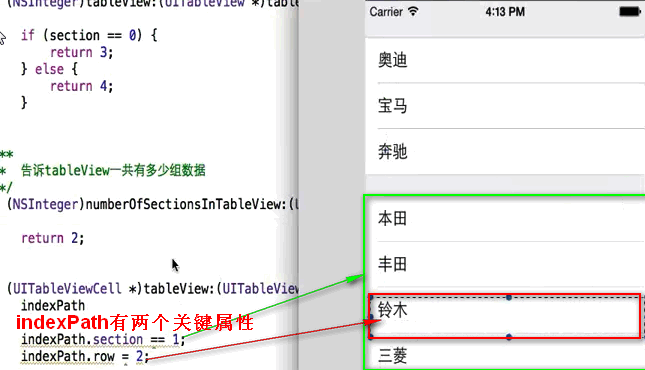 (NSInteger)tableView:(UITableView *)table
if (section == 0) {
return 3;
} else {
return 4;
}
**
* 告诉tableView一共有多少组数据
*/
(NSInteger)numberOfSectionsInTableView:(U
return 2;
(UITableViewCell *)tableView:(UITableView
indexPath
indexPath有两个关键属性
indexPath.section == 1;
indexPath.row = 2;
Carrier
4:13 PM
奥迪
宝马
奔驰
本田
丰田
铃木
三菱